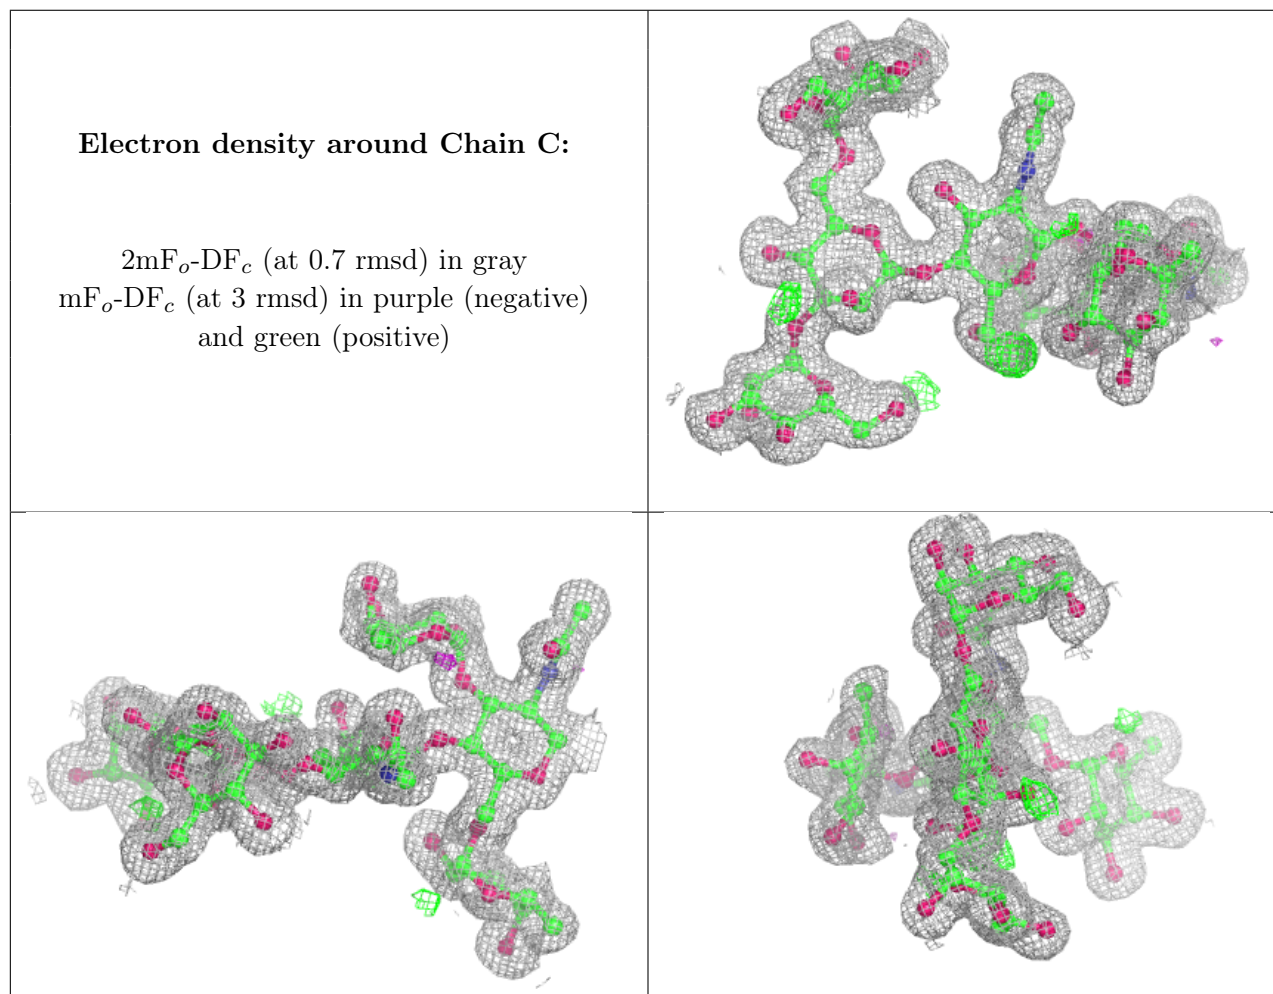 Electron density around Chain C:
2mFₒ-DF𝒸 (at 0.7 rmsd) in gray
mFₒ-DF𝒸 (at 3 rmsd) in purple (negative)
and green (positive)